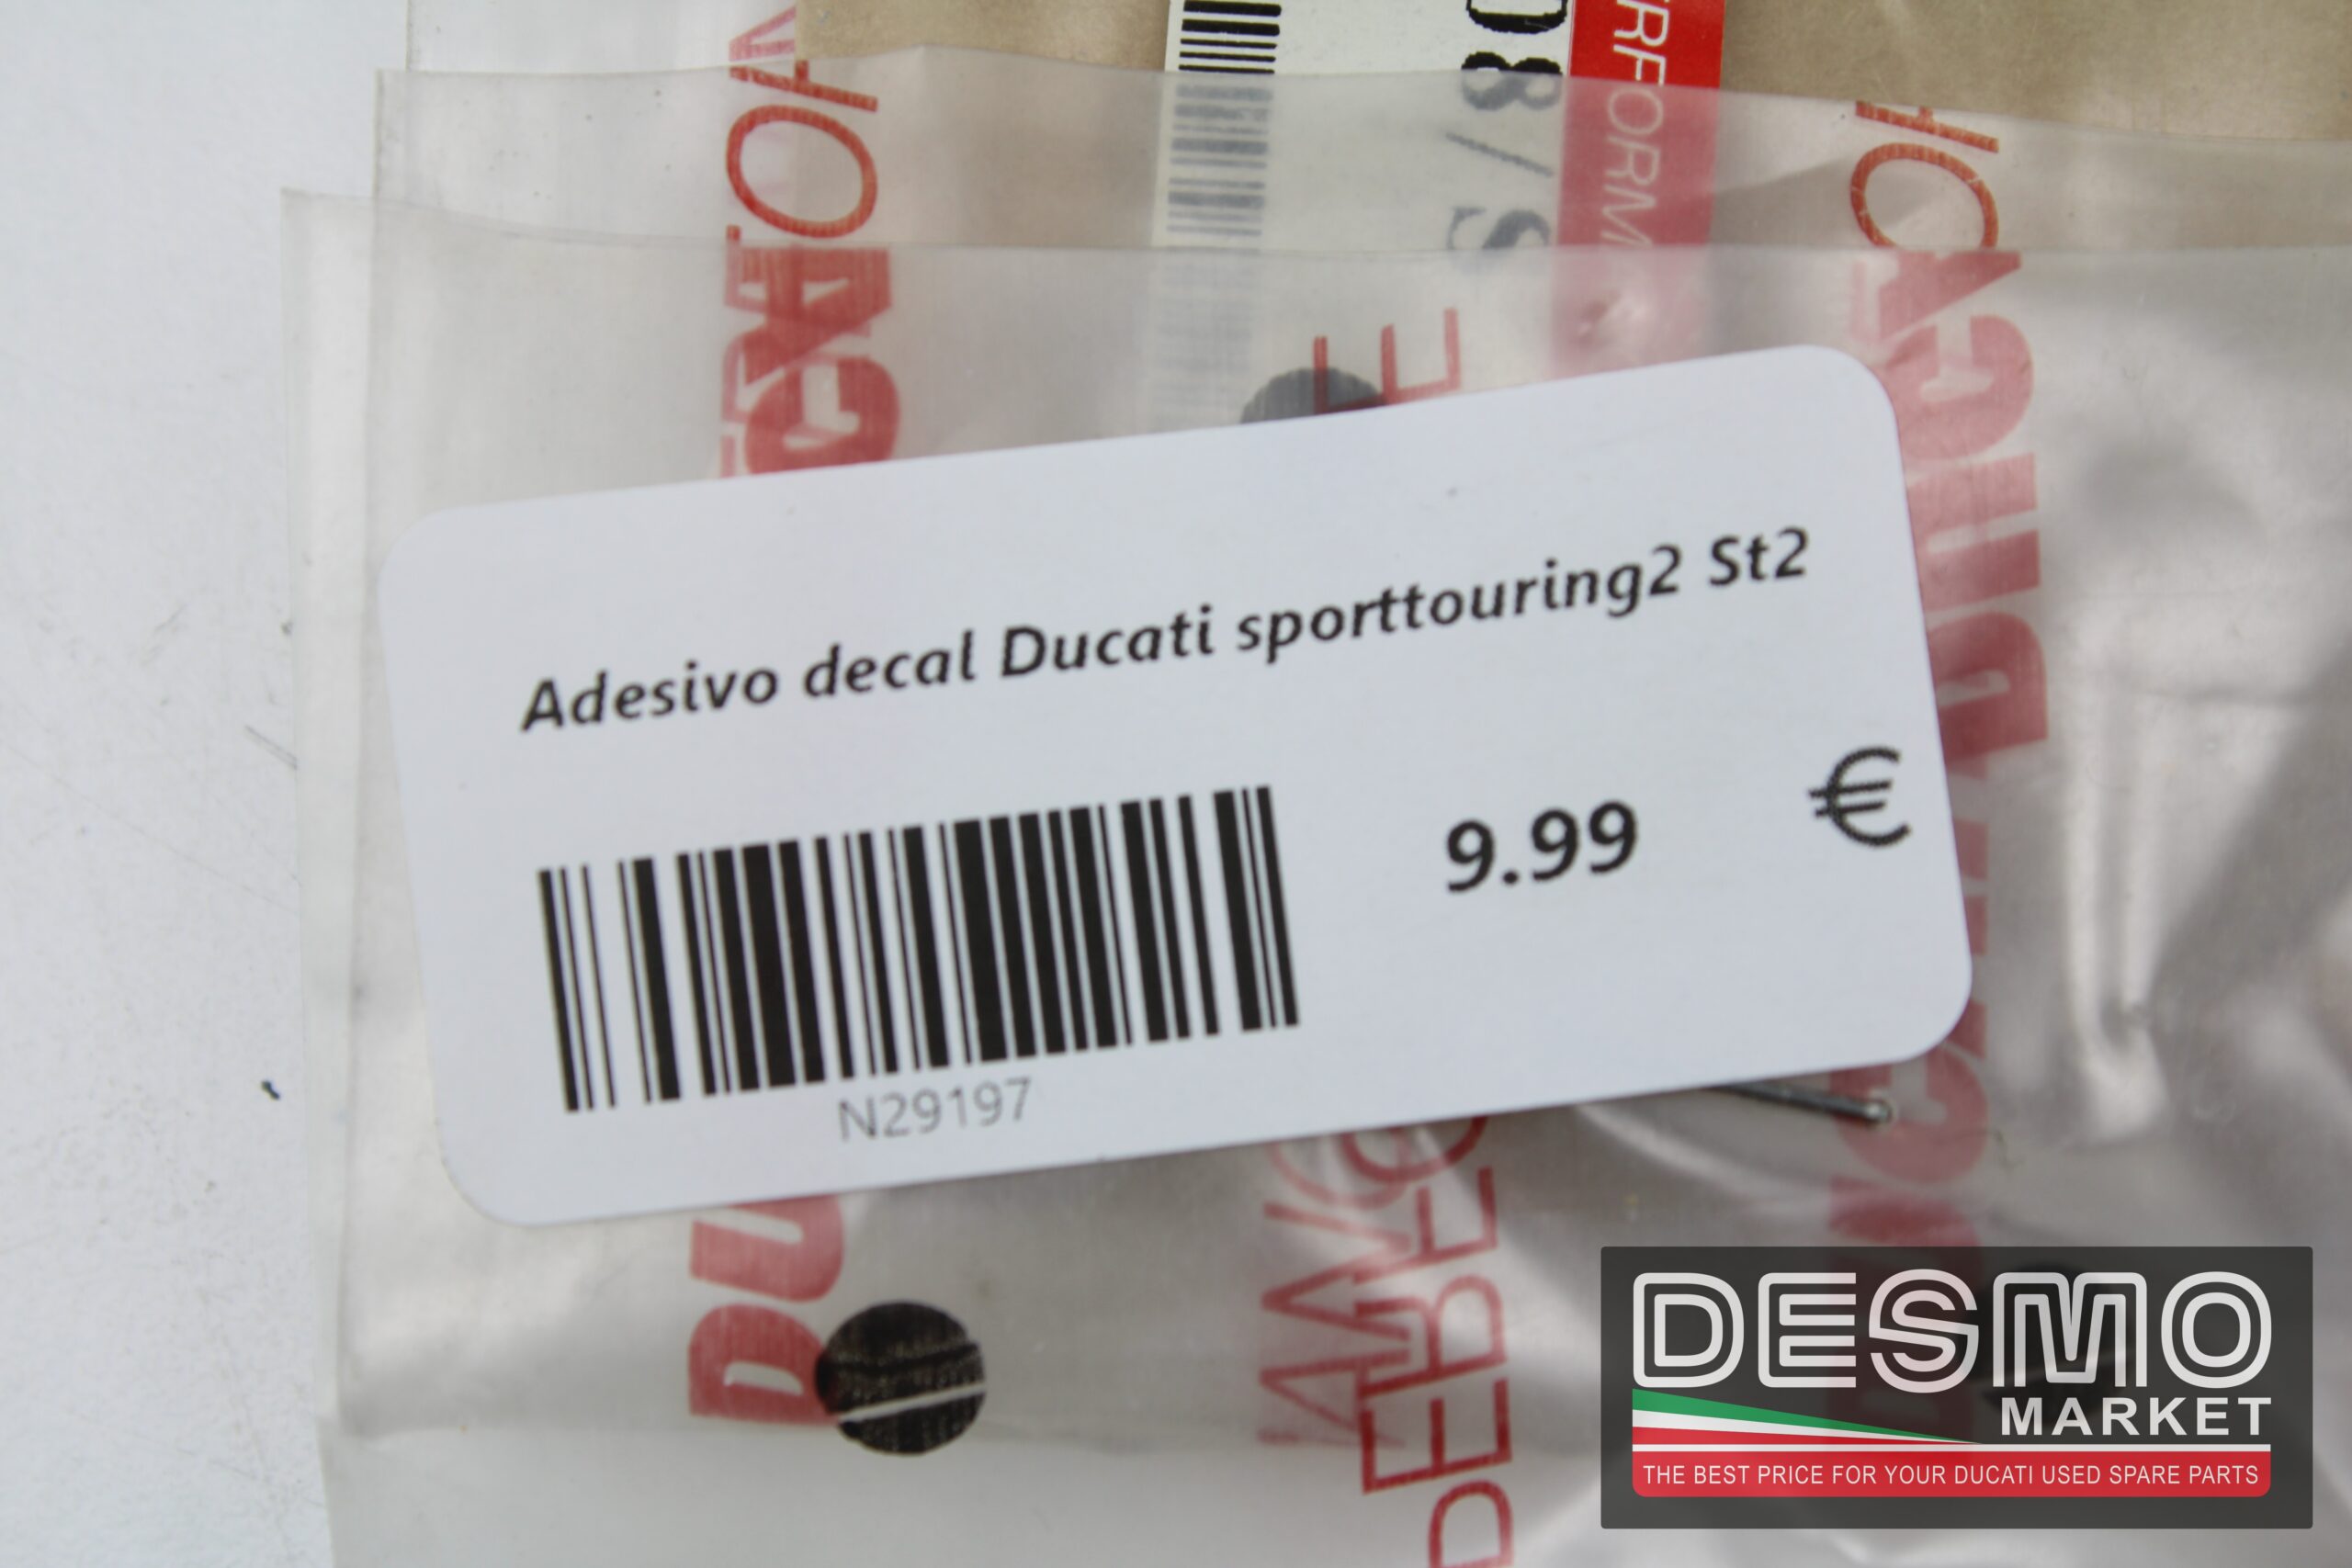 08/S
Adesivo decal Ducati sporttouring2 St2
9.99 €
N29197
DESMO
MARKET
THE BEST PRICE FOR YOUR DUCATI USED SPARE PARTS